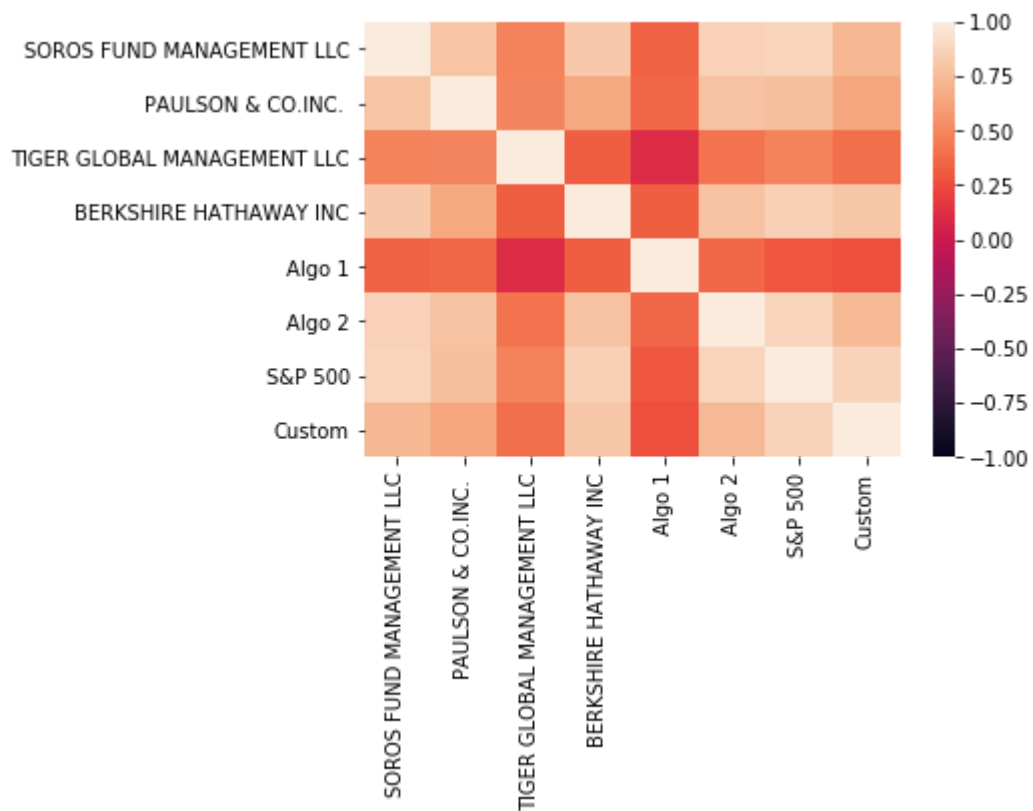 SOROS FUND MANAGEMENT LLC
PAULSON & CO.INC.
TIGER GLOBAL MANAGEMENT LLC
BERKSHIRE HATHAWAY INC
Algo 1
Algo 2
S&P 500
Custom
SOROS FUND MANAGEMENT LLC
PAULSON & CO.INC.
TIGER GLOBAL MANAGEMENT LLC
BERKSHIRE HATHAWAY INC
Algo 1
Algo 2
S&P 500
Custom
1.00
0.75
0.50
0.25
0.00
−0.25
−0.50
−0.75
−1.00